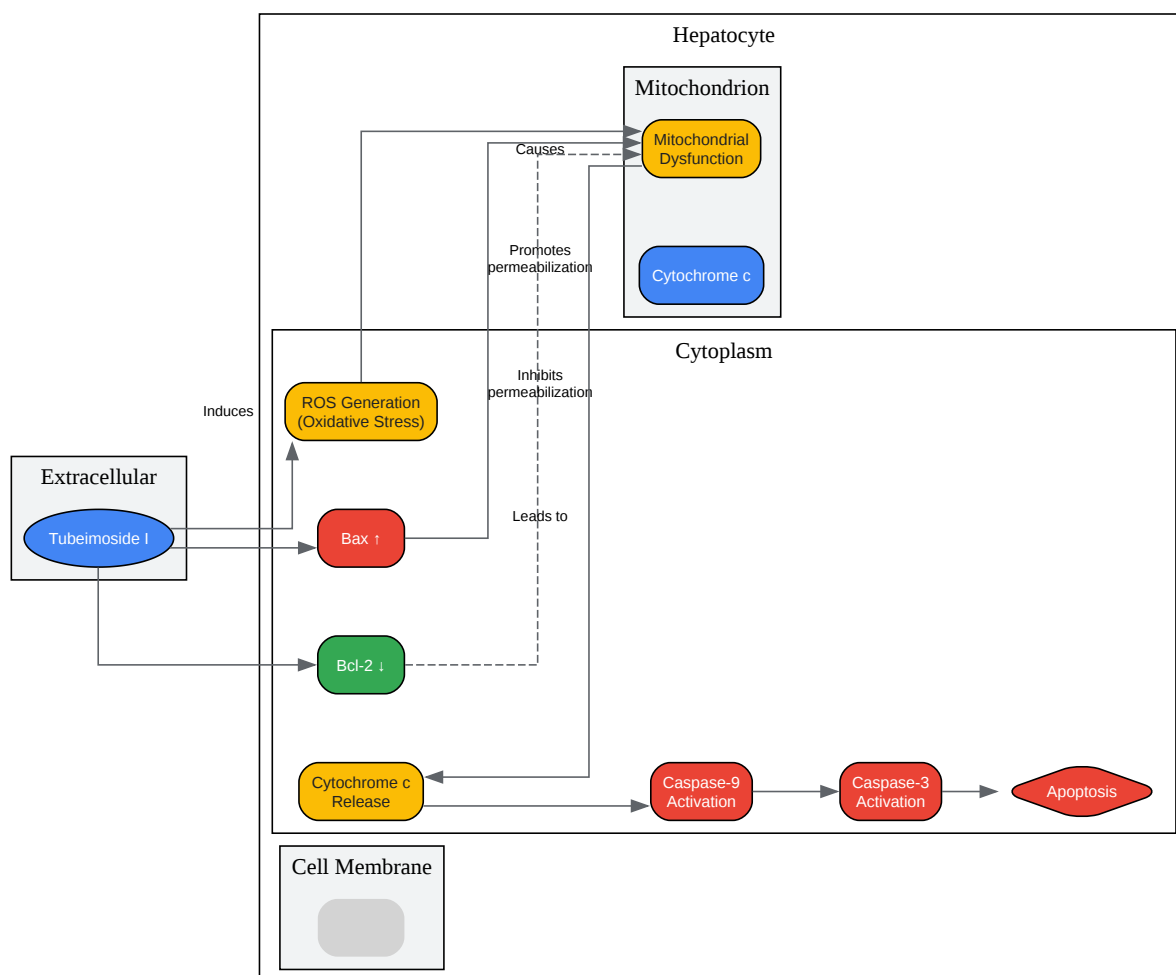 Hepatocyte
Mitochondrion
Mitochondrial
Dysfunction
Causes
Promotes
permeabilization
Cytochrome c
Cytoplasm
Inhibits
permeabilization
ROS Generation
(Oxidative Stress)
Induces
Extracellular
Tubeimoside I
Leads to
Bax ↑
Bcl-2 ↓
Cytochrome c
Release
Caspase-9
Activation
Caspase-3
Activation
Apoptosis
Cell Membrane